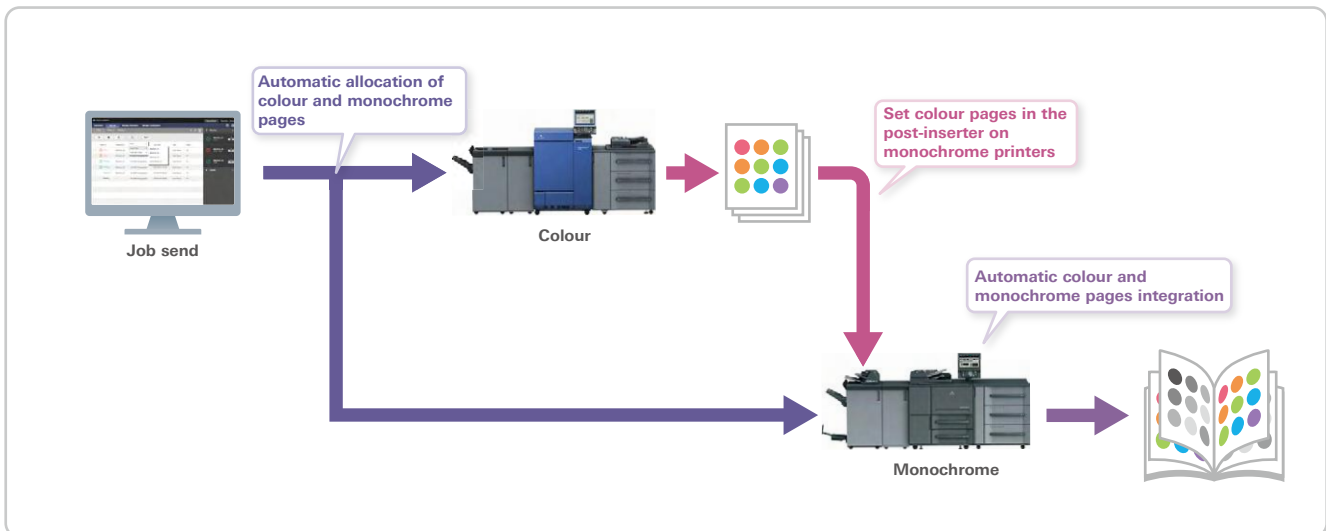 Automatic allocation of
colour and monochrome
pages
Set colour pages in the
post-inserter on
monochrome printers
Colour
Job send
Automatic colour and
monochrome pages integration
Monochrome